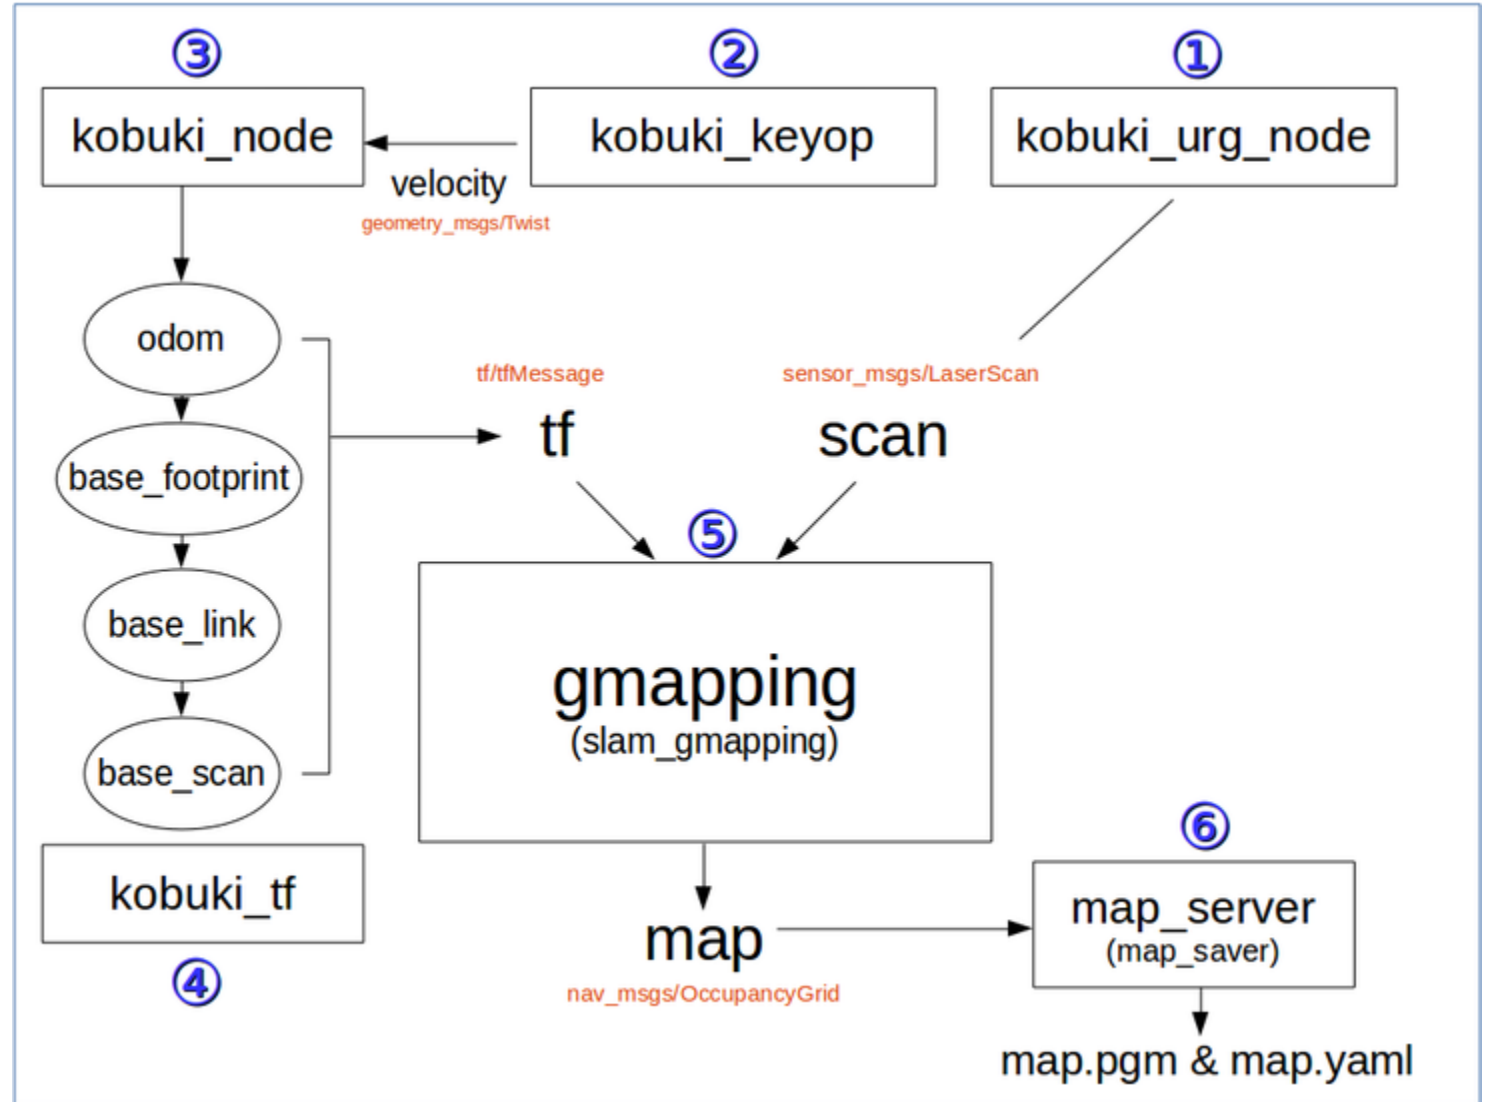 ③
②
①
kobuki_node
kobuki_keyop
kobuki_urg_node
velocity
geometry_msgs/Twist
odom
base_footprint
base_link
base_scan
kobuki_tf
④
tf/tfMessage
tf
sensor_msgs/LaserScan
scan
⑤
gmapping
(slam_gmapping)
map
nav_msgs/OccupancyGrid
⑥
map_server
(map_saver)
map.pgm & map.yaml